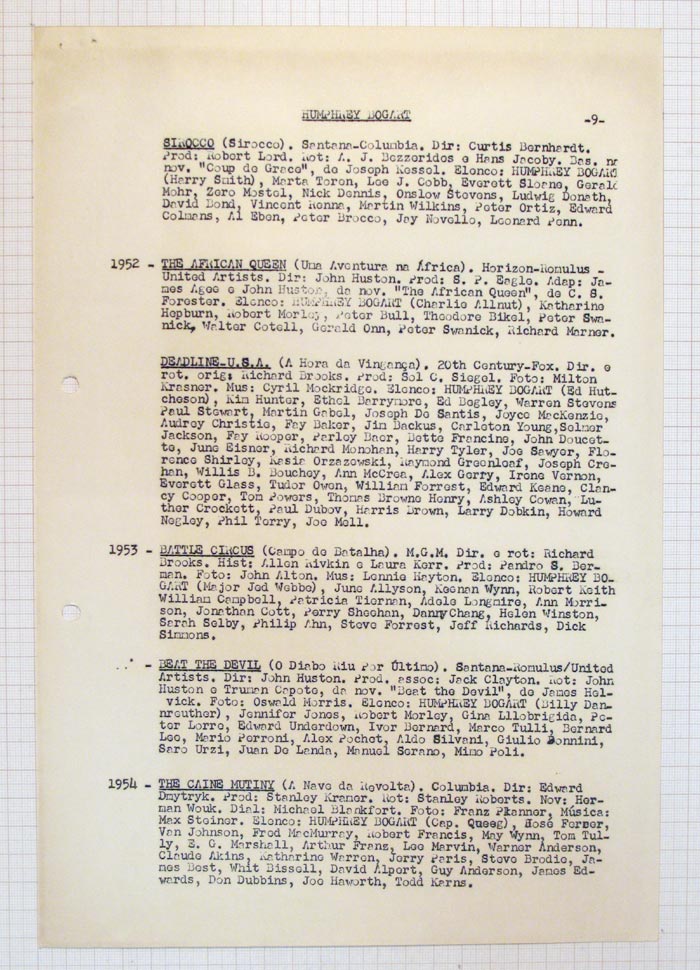 HUMPHREY BOGART
-9-
SIROCCO (Sirocco). Santana-Columbia. Dir: Curtis Bernhardt.
Prod: Robert Lord. Rot: A. J. Bezzerides e Hans Jacoby. Bas. na
nov. "Coup de Grace", de Joseph Kessel. Elenco: HUMPHREY BOGART
(Harry Smith), Marta Toren, Lee J. Cobb, Everett Sloane, Gerald
Mohr, Zero Mostel, Nick Dennis, Onslow Stevens, Ludwig Donath,
David Bond, Vincent Renna, Martin Wilkins, Peter Ortiz, Edward
Colmans, Al Eben, Peter Brocco, Jay Novello, Leonard Penn.
1952 - THE AFRICAN QUEEN (Uma Aventura na África). Horizon-Romulus -
United Artists. Dir: John Huston. Prod: S. P. Eagle. Adap: Ja-
mes Agee e John Huston, da nov. "The African Queen", de C. S.
Forester. Elenco: HUMPHREY BOGART (Charlie Allnut), Katharine
Hepburn, Robert Morley, Peter Bull, Theodore Bikel, Peter Swa-
nick, Walter Cotell, Gerald Onn, Peter Swanick, Richard Marner.
DEADLINE-U.S.A. (A Hora da Vingança). 20th Century-Fox. Dir. e
rot. orig: Richard Brooks. Prod: Sol C. Siegel. Foto: Milton
Krasner. Mus: Cyril Mockridge. Elenco: HUMPHREY BOGART (Ed Hut-
cheson), Kim Hunter, Ethel Barrymore, Ed Begley, Warren Stevens
Paul Stewart, Martin Gabel, Joseph De Santis, Joyce MacKenzie,
Audrey Christie, Fay Baker, Jim Backus, Carleton Young,Selmer
Jackson, Fay Rooper, Parley Baer, Bette Francine, John Doucet-
te, June Eisner, Richard Monohan, Harry Tyler, Joe Sawyer, Flo-
rence Shirley, Kasia Orzazewski, Raymond Greenleaf, Joseph Cre-
han, Willis B. Bouchey, Ann McCrea, Alex Gerry, Irene Vernon,
Everett Glass, Tudor Owen, William Forrest, Edward Keane, Clan-
cy Cooper, Tom Powers, Thomas Browne Henry, Ashley Cowan, Lu-
ther Crockett, Paul Dubov, Harris Brown, Larry Dobkin, Howard
Negley, Phil Terry, Joe Mell.
1953 - BATTLE CIRCUS (Campo de Batalha). M.G.M. Dir. e rot: Richard
Brooks. Hist: Allen Rivkin e Laura Kerr. Prod: Pandro S. Ber-
man. Foto: John Alton. Mus: Lennie Hayton. Elenco: HUMPHREY BO-
GART (Major Jed Webbe), June Allyson, Keenan Wynn, Robert Keith
William Campbell, Patricia Tiernan, Adele Longmire, Ann Morri-
son, Jonathan Cott, Perry Sheehan, Danny Chang, Helen Winston,
Sarah Selby, Philip Ahn, Steve Forrest, Jeff Richards, Dick
Simmons.
- BEAT THE DEVIL (O Diabo Riu Por Último). Santana-Romulus/United
Artists. Dir: John Huston. Prod. assoc: Jack Clayton. Rot: John
Huston e Truman Capote, da nov. "Beat the Devil", de James Hel-
vick. Foto: Oswald Morris. Elenco: HUMPHREY BOGART (Billy Dan-
nreuther), Jennifer Jones, Robert Morley, Gina Lllobrigida, Pe-
ter Lorre, Edward Underdown, Ivor Bernard, Marco Tulli, Bernard
Lee, Mario Perroni, Alex Pochet, Aldo Silvani, Giulio Donnini,
Saro Urzi, Juan De Landa, Manuel Serano, Mimo Poli.
1954 - THE CAINE MUTINY (A Nave da Revolta). Columbia. Dir: Edward
Dmytryk. Prod: Stanley Kramer. Rot: Stanley Roberts. Nov: Her-
man Wouk. Dial: Michael Blankfort. Foto: Franz Planner, Música:
Max Steiner. Elenco: HUMPHREY BOGART (Cap. Queeg), José Ferrer,
Van Johnson, Fred MacMurray, Robert Francis, May Wynn, Tom Tul-
ly, E. G. Marshall, Arthur Franz, Lee Marvin, Warner Anderson,
Claude Akins, Katharine Warren, Jerry Paris, Steve Brodie, Ja-
mes Best, Whit Bissell, David Alpert, Guy Anderson, James Ed-
wards, Don Dubbins, Joe Haworth, Todd Karns.